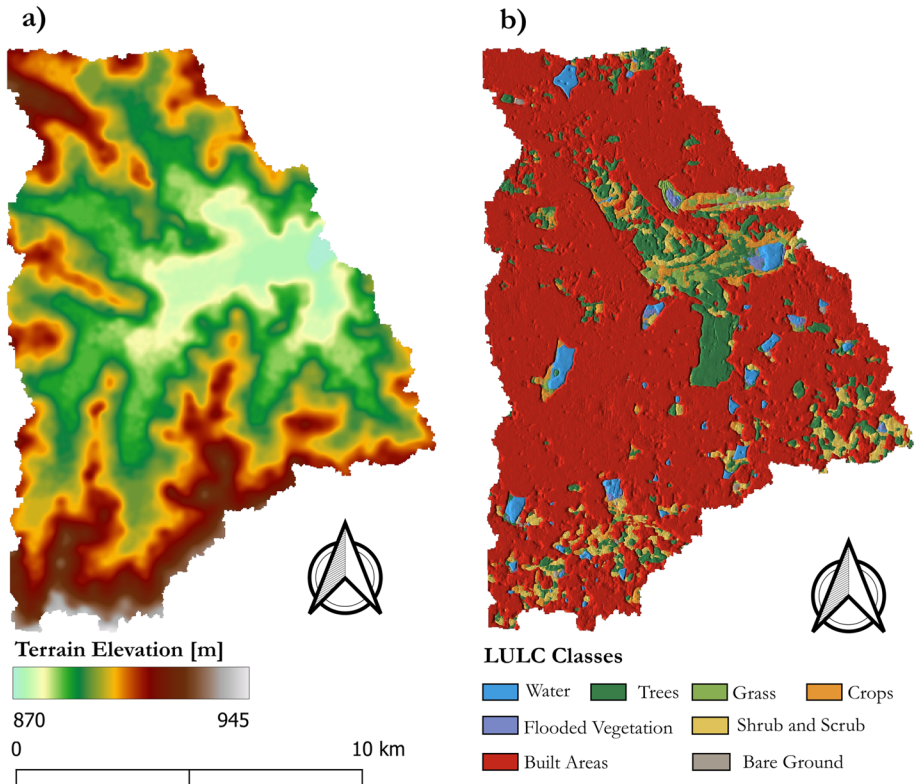 a)
b)
Terrain Elevation [m]
870 945
0 10 km
LULC Classes
Water Trees Grass Crops
Flooded Vegetation Shrub and Scrub
Built Areas Bare Ground